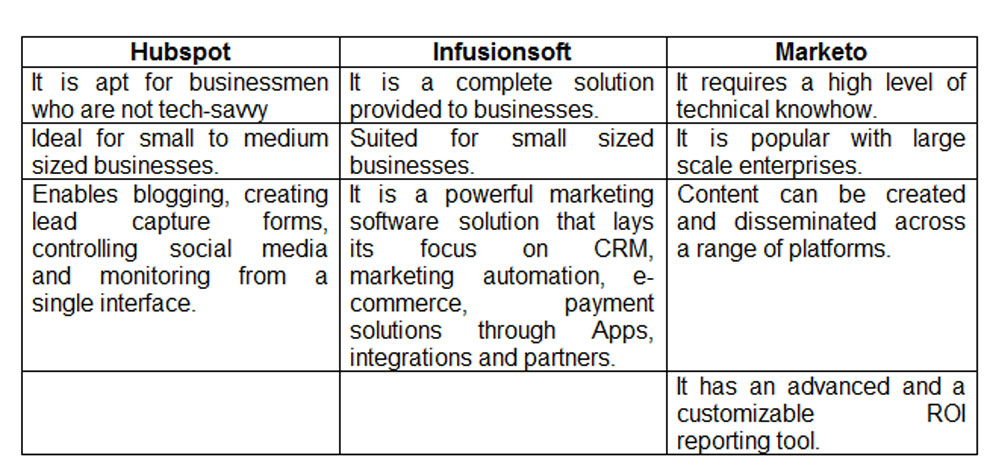 Hubspot
Infusionsoft
Marketo
It is apt for businessmen
who are not tech-savvy
It is a complete solution
provided to businesses.
It requires a high level of
technical knowhow.
Ideal for small to medium
sized businesses.
Suited for small sized
businesses.
It is popular with large
scale enterprises.
Enables blogging, creating
lead capture forms,
controlling social media
and monitoring from a
single interface.
It is a powerful marketing
software solution that lays
its focus on CRM,
marketing automation, e-
commerce, payment
solutions through Apps,
integrations and partners.
Content can be created
and disseminated across
a range of platforms.
It has an advanced and a
customizable ROI
reporting tool.